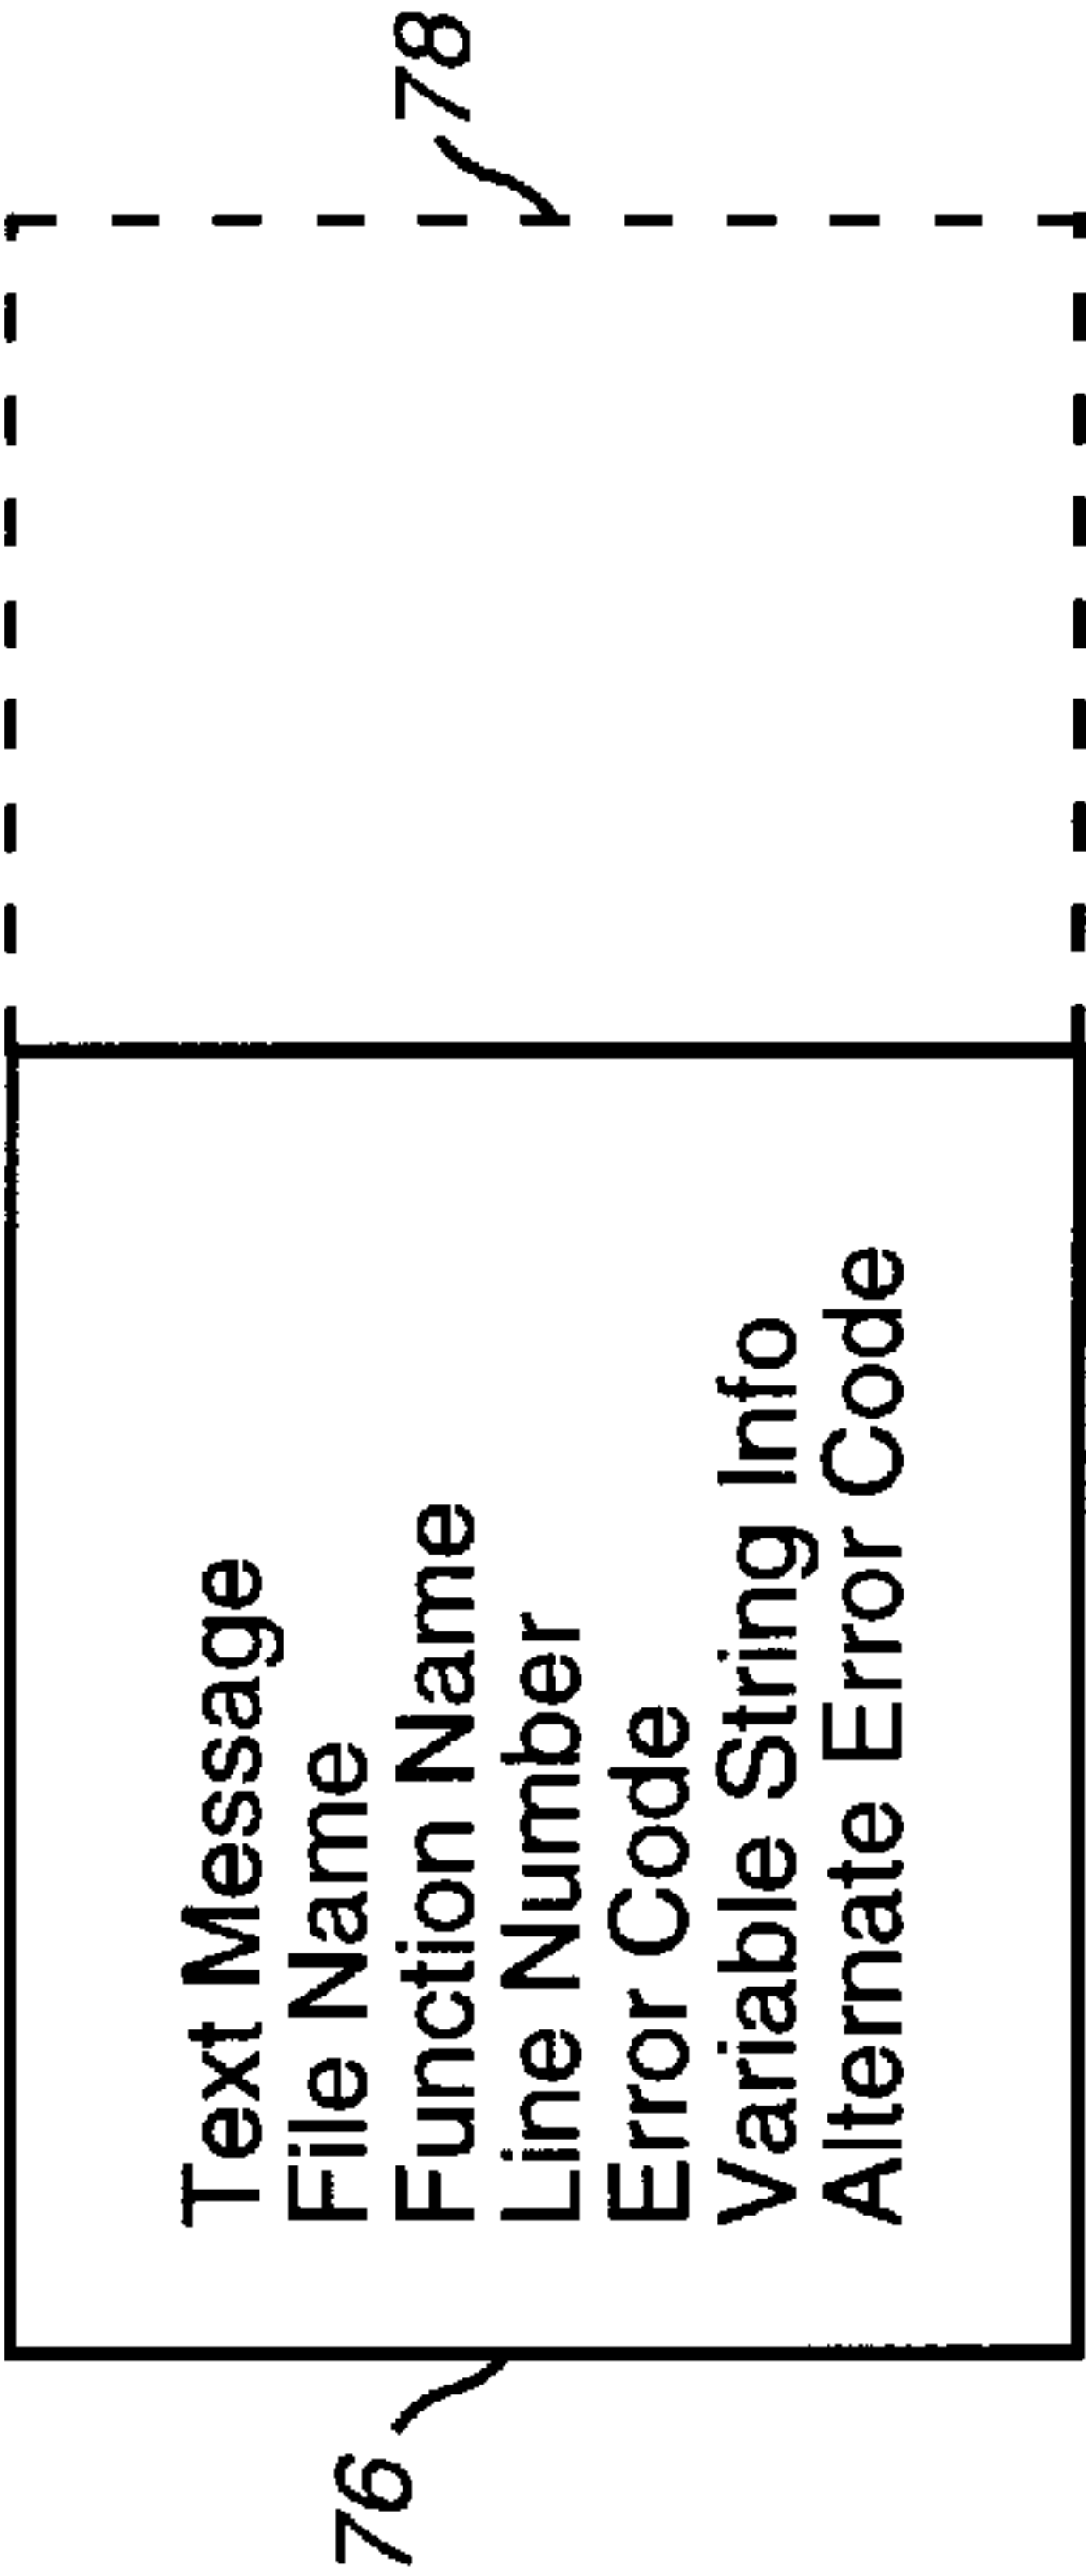 76
Text Message
File Name
Function Name
Line Number
Error Code
Variable String Info
Alternate Error Code
78